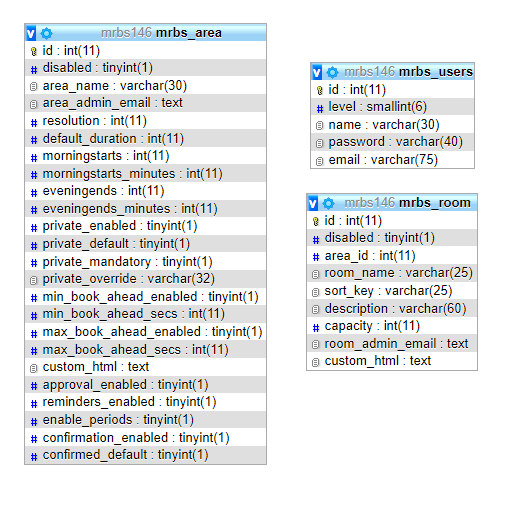 mrbs146 mrbs_area
id : int(11)
disabled : tinyint(1)
area_name : varchar(30)
area_admin_email : text
resolution : int(11)
default_duration : int(11)
morningstarts : int(11)
morningstarts_minutes : int(11)
eveningends : int(11)
eveningends_minutes : int(11)
private_enabled : tinyint(1)
private_default : tinyint(1)
private_mandatory : tinyint(1)
private_override : varchar(32)
min_book_ahead_enabled : tinyint(1)
min_book_ahead_secs : int(11)
max_book_ahead_enabled : tinyint(1)
max_book_ahead_secs : int(11)
custom_html : text
approval_enabled : tinyint(1)
reminders_enabled : tinyint(1)
enable_periods : tinyint(1)
confirmation_enabled : tinyint(1)
confirmed_default : tinyint(1)
mrbs146 mrbs_users
id : int(11)
level : smallint(6)
name : varchar(30)
password : varchar(40)
email : varchar(75)
mrbs146 mrbs_room
id : int(11)
disabled : tinyint(1)
area_id : int(11)
room_name : varchar(25)
sort_key : varchar(25)
description : varchar(60)
capacity : int(11)
room_admin_email : text
custom_html : text